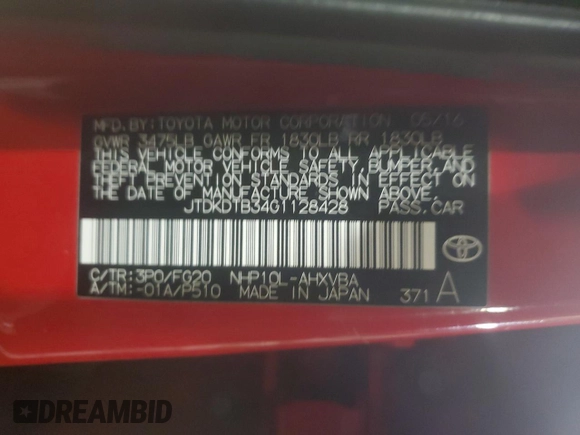 MFD.BY:TOYOTA MOTOR CORPORATION 05/16
GVWR 3475LB GAWR FR 1830LB RR 1830LB
THIS VEHICLE CONFORMS TO ALL APPLICABLE
FEDERAL MOTOR VEHICLE SAFETY, BUMPER, AND
THEFT PREVENTION STANDARDS IN EFFECT ON
THE DATE OF MANUFACTURE SHOWN ABOVE.
JTDKDTB34G1128428 PASS.CAR
C/TR:3P0/FG20 NHP10L-AHXVBA
A/TM:-01A/P510 MADE IN JAPAN 371 A
DREAMBID